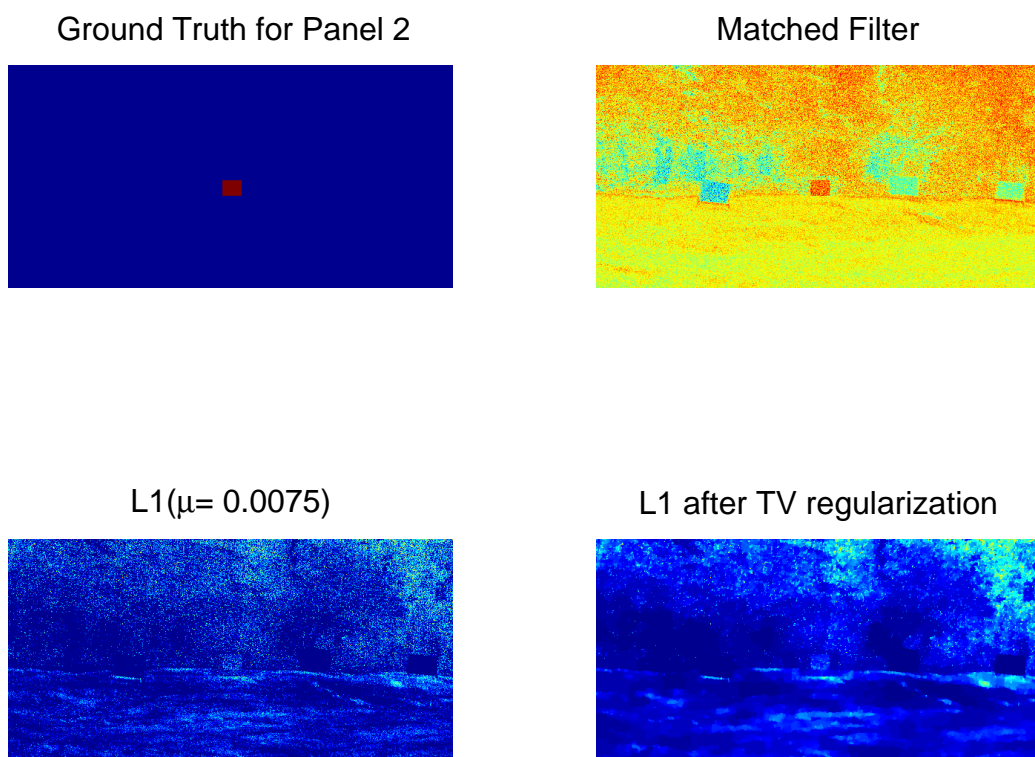 Ground Truth for Panel 2
Matched Filter
L1(μ= 0.0075)
L1 after TV regularization